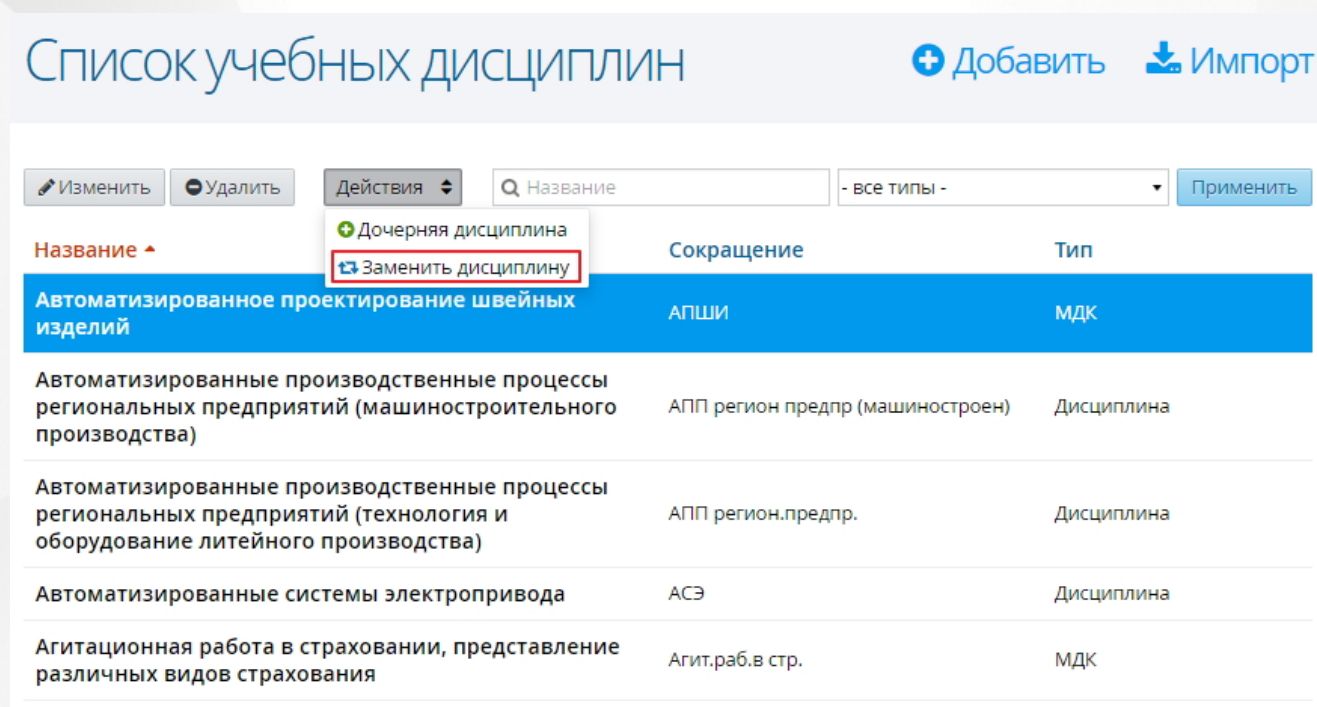 Список учебных дисциплин
Добавить
Импорт
Изменить
Удалить
Действия
Название
- все типы -
Применить
Дочерняя дисциплина
Заменить дисциплину
Название
Сокращение
Тип
Автоматизированное проектирование швейных
изделий
АПШИ
МДК
Автоматизированные производственные процессы
региональных предприятий (машиностроительного
производства)
АПП регион предпр (машиностроен)
Дисциплина
Автоматизированные производственные процессы
региональных предприятий (технология и
оборудование литейного производства)
АПП регион.предпр.
Дисциплина
Автоматизированные системы электропривода
АСЭ
Дисциплина
Агитационная работа в страховании, представление
различных видов страхования
Агит.раб.в стр.
МДК